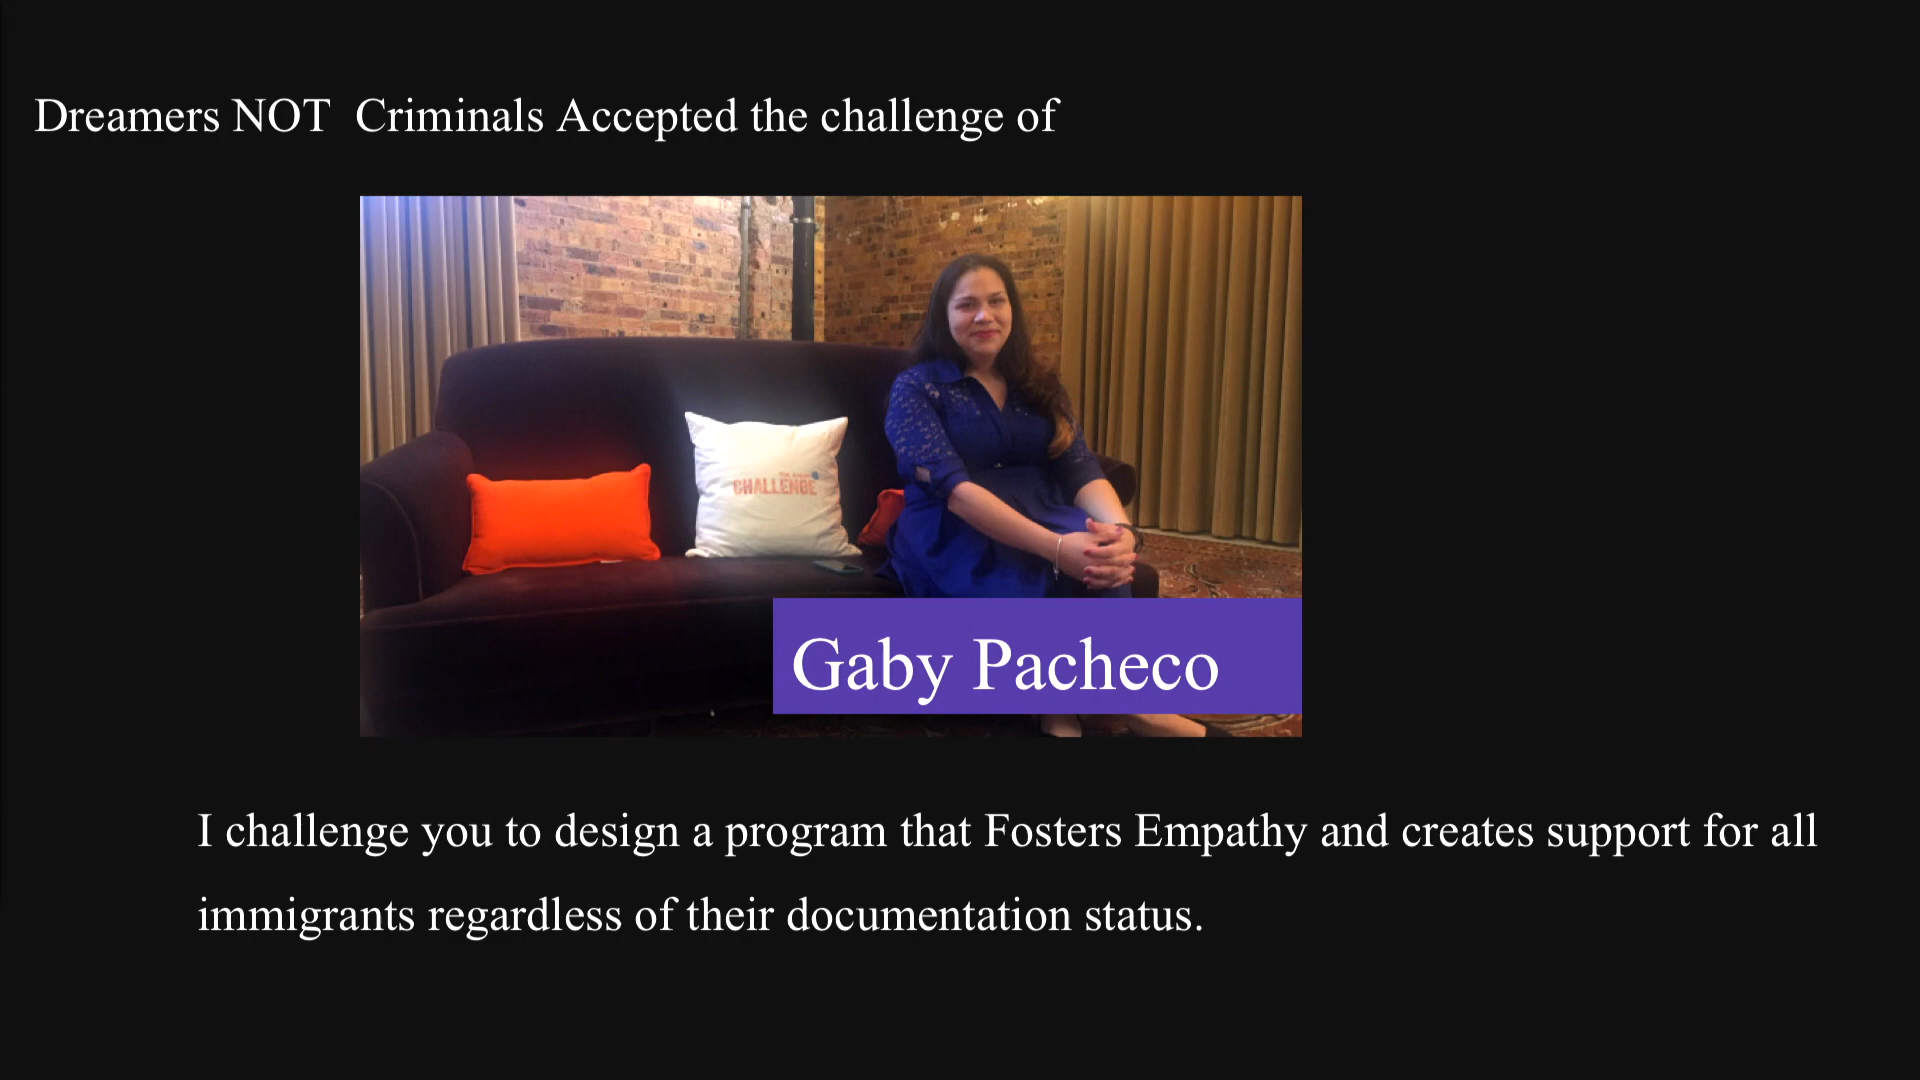 Dreamers NOT  Criminals Accepted the challenge of
CHALLENGE
Gaby Pacheco
I challenge you to design a program that Fosters Empathy and creates support for all
immigrants regardless of their documentation status.